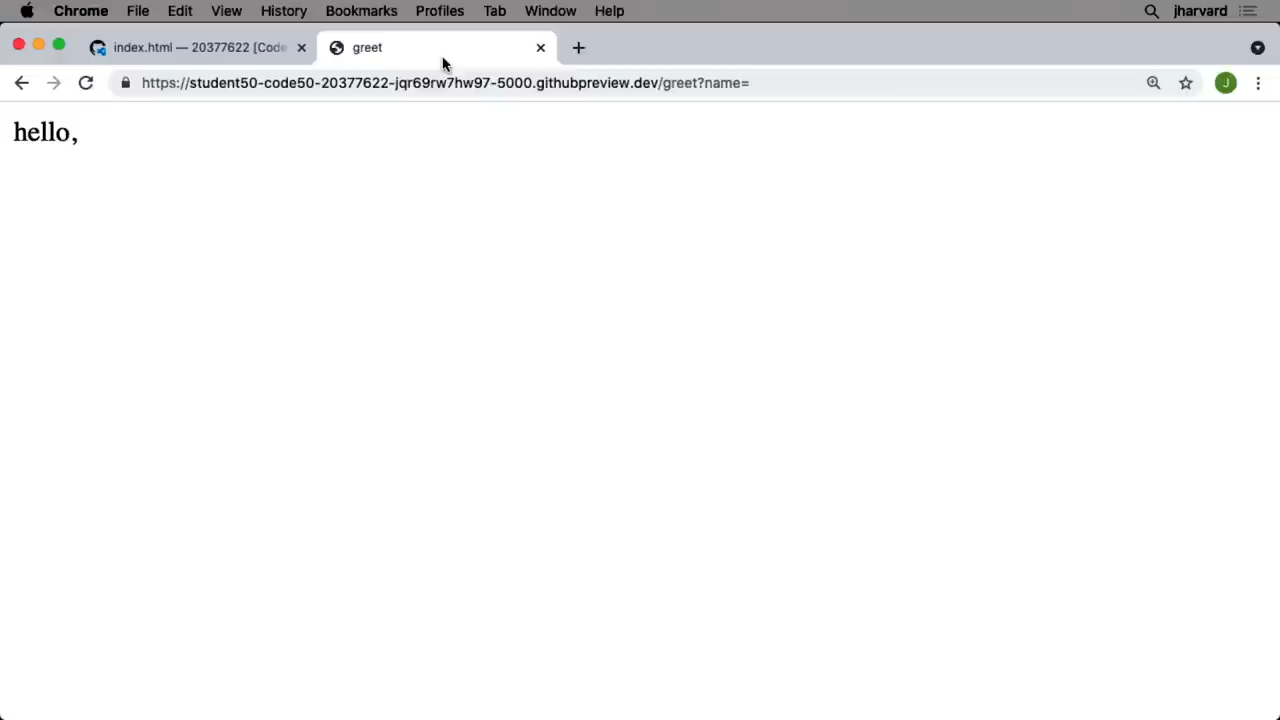 Chrome File Edit View History Bookmarks Profiles Tab Window Help jharvard
index.html — 20377622 [Code greet
https://student50-code50-20377622-jqr69rw7hw97-5000.githubpreview.dev/greet?name= J
hello,